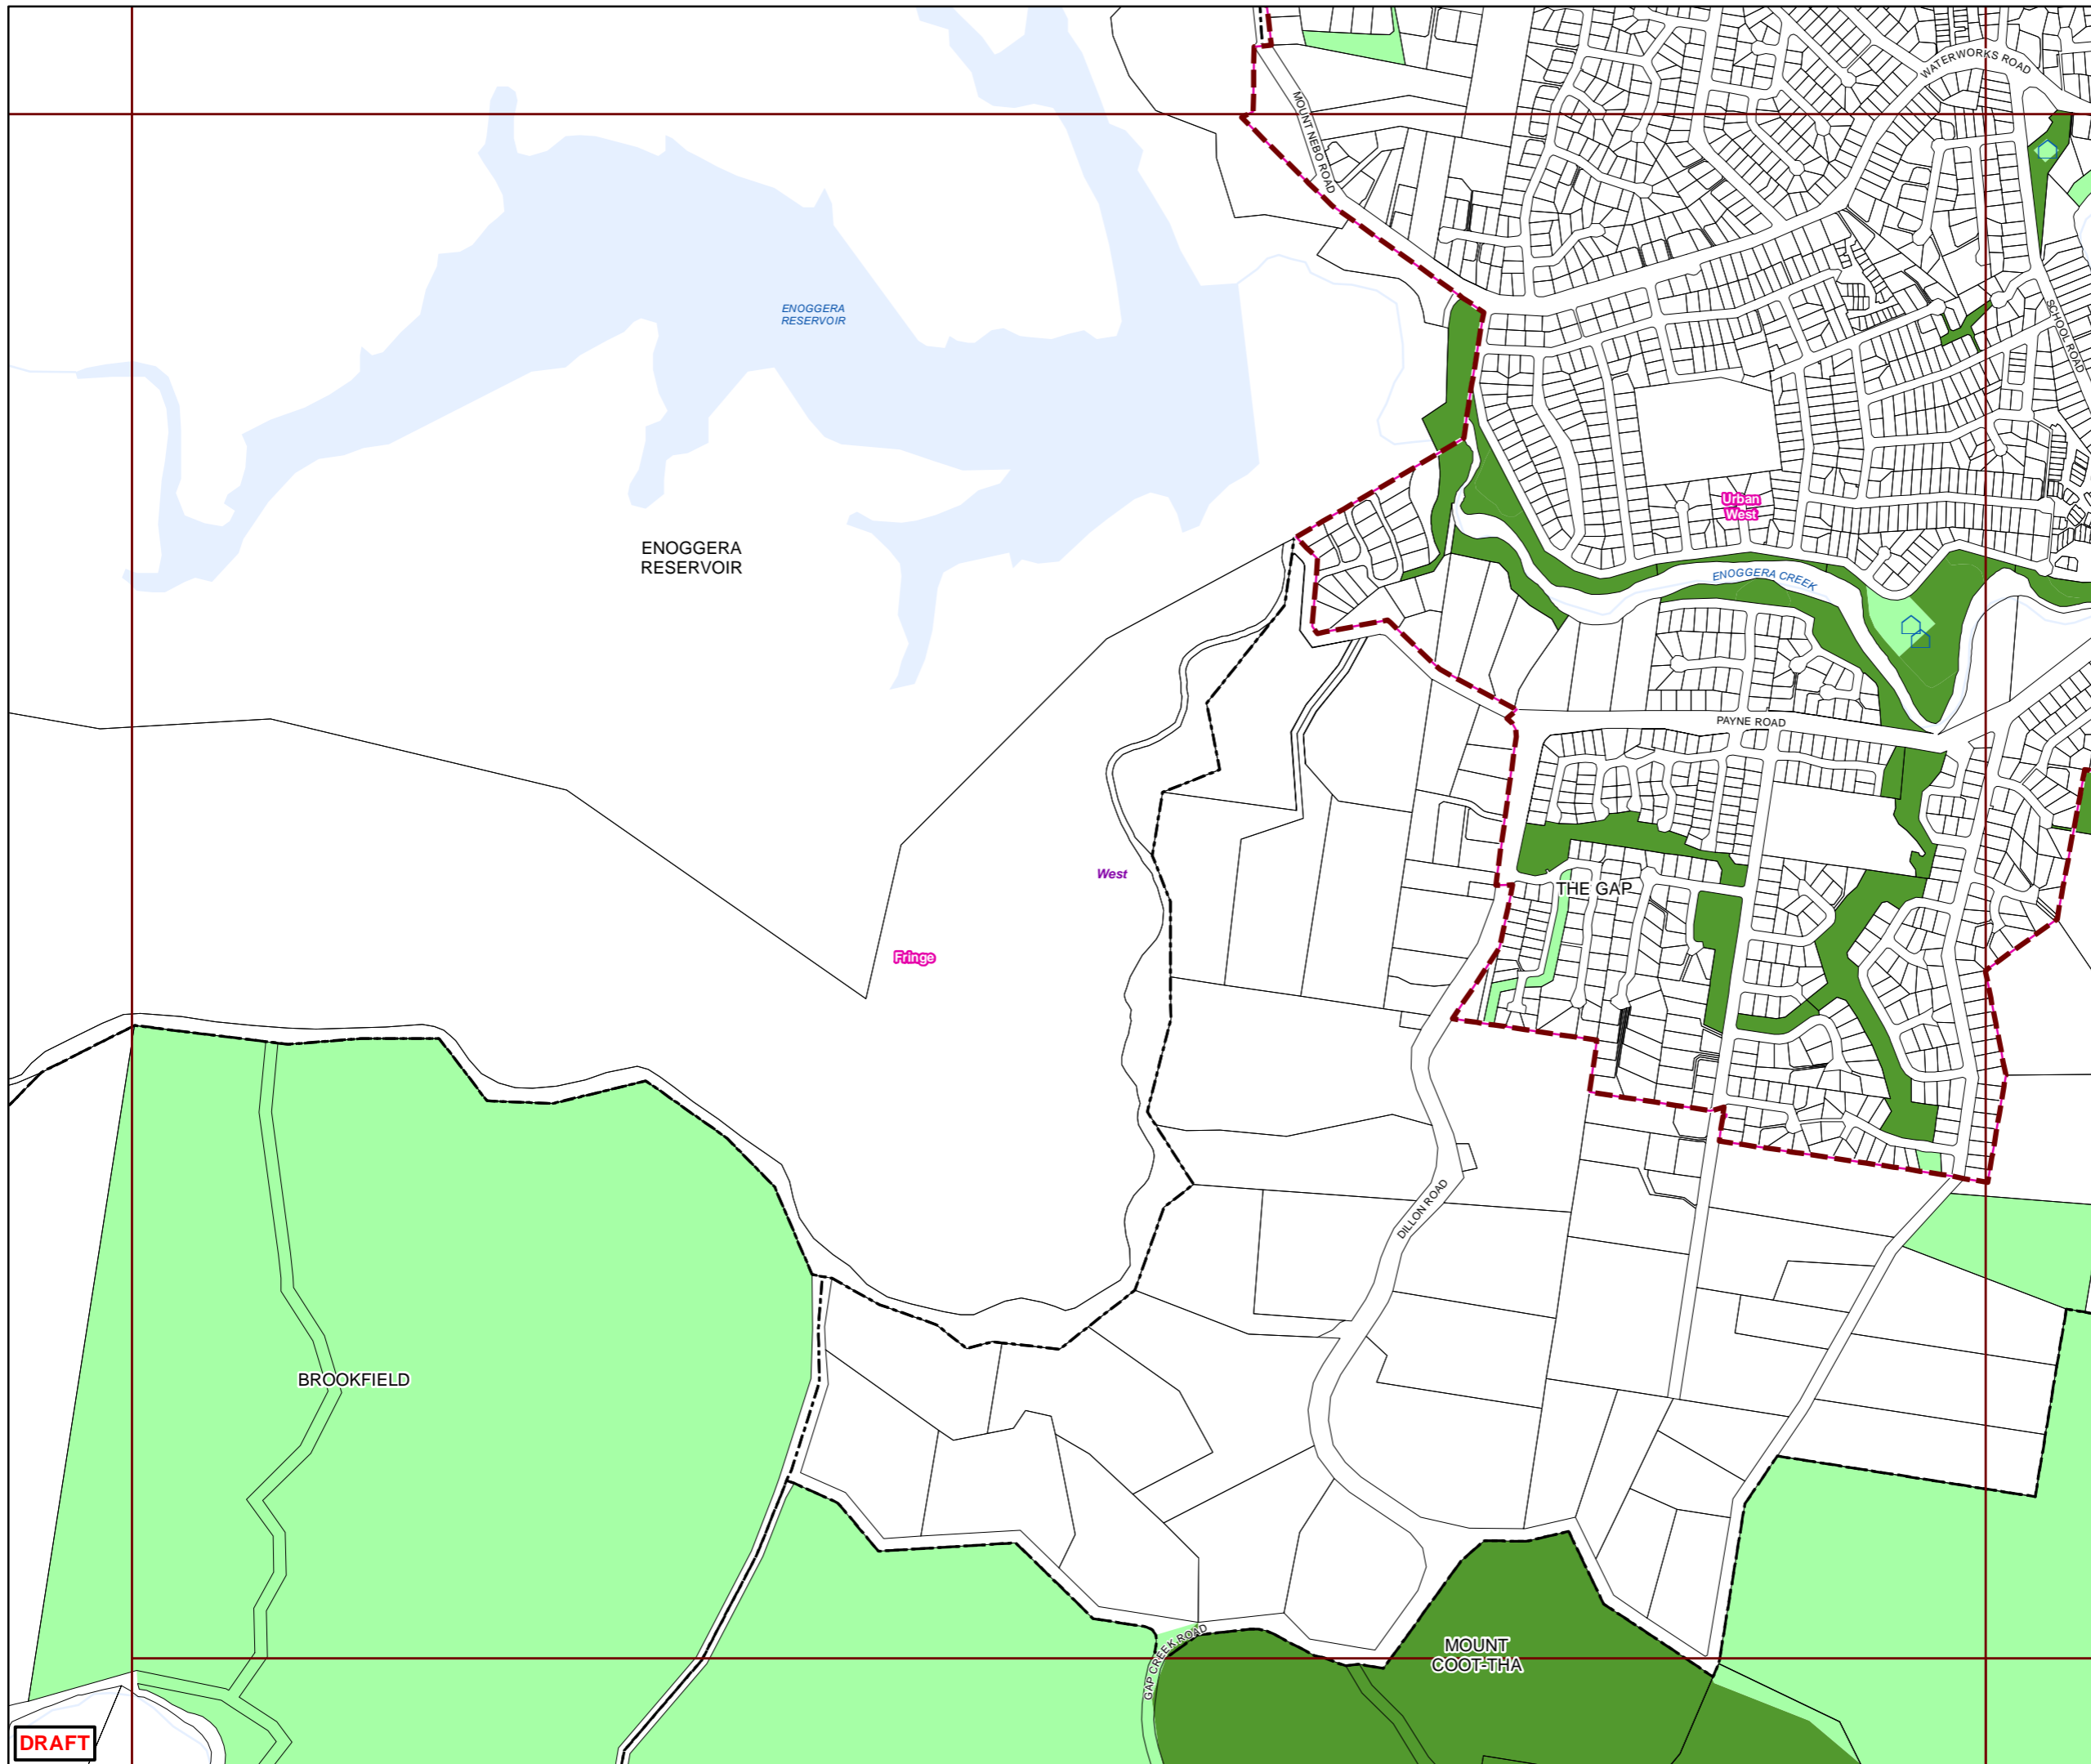 WATERWORKS ROAD
MOUNT NEBO ROAD
ENOGGERA
RESERVOIR
SCHOOL ROAD
Urban
West
ENOGGERA
RESERVOIR
ENOGGERA CREEK
PAYNE ROAD
West
THE GAP
Fringe
DILLON ROAD
BROOKFIELD
MOUNT
COOT-THA
GAP CREEK ROAD
DRAFT